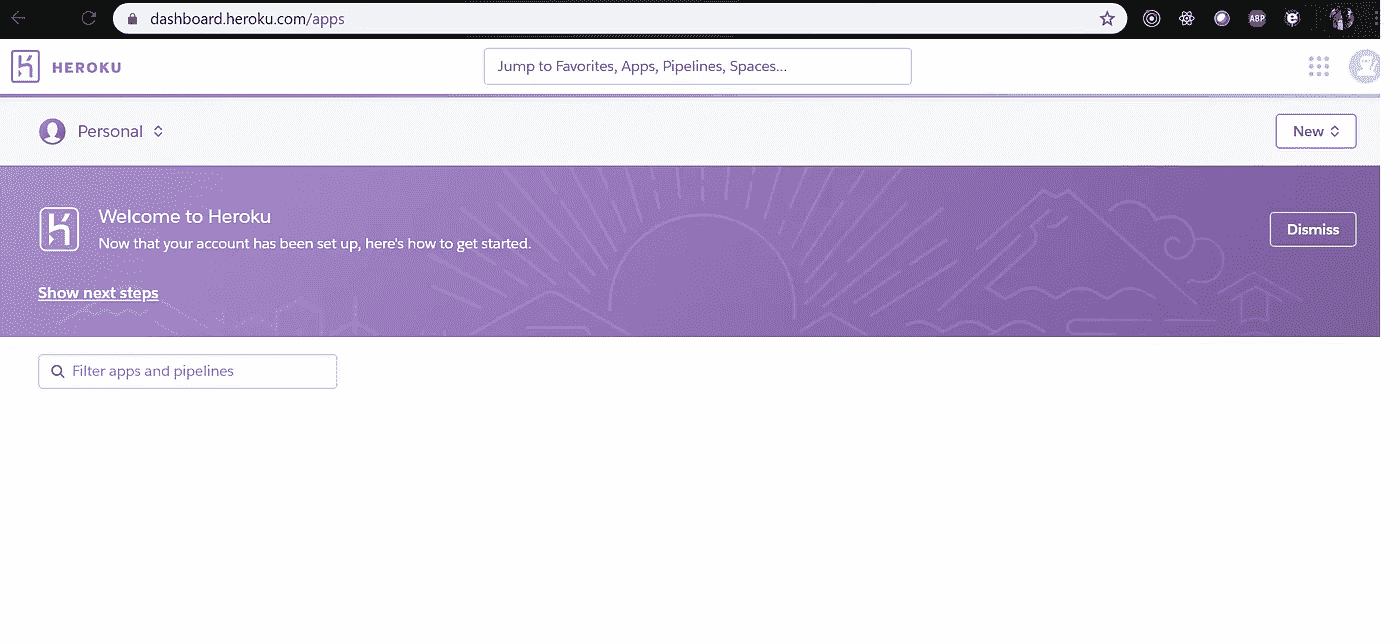 dashboard.heroku.com/apps
ABP
HEROKU
Jump to Favorites, Apps, Pipelines, Spaces...
Personal
New
Welcome to Heroku
Now that your account has been set up, here's how to get started.
Dismiss
Show next steps
Filter apps and pipelines